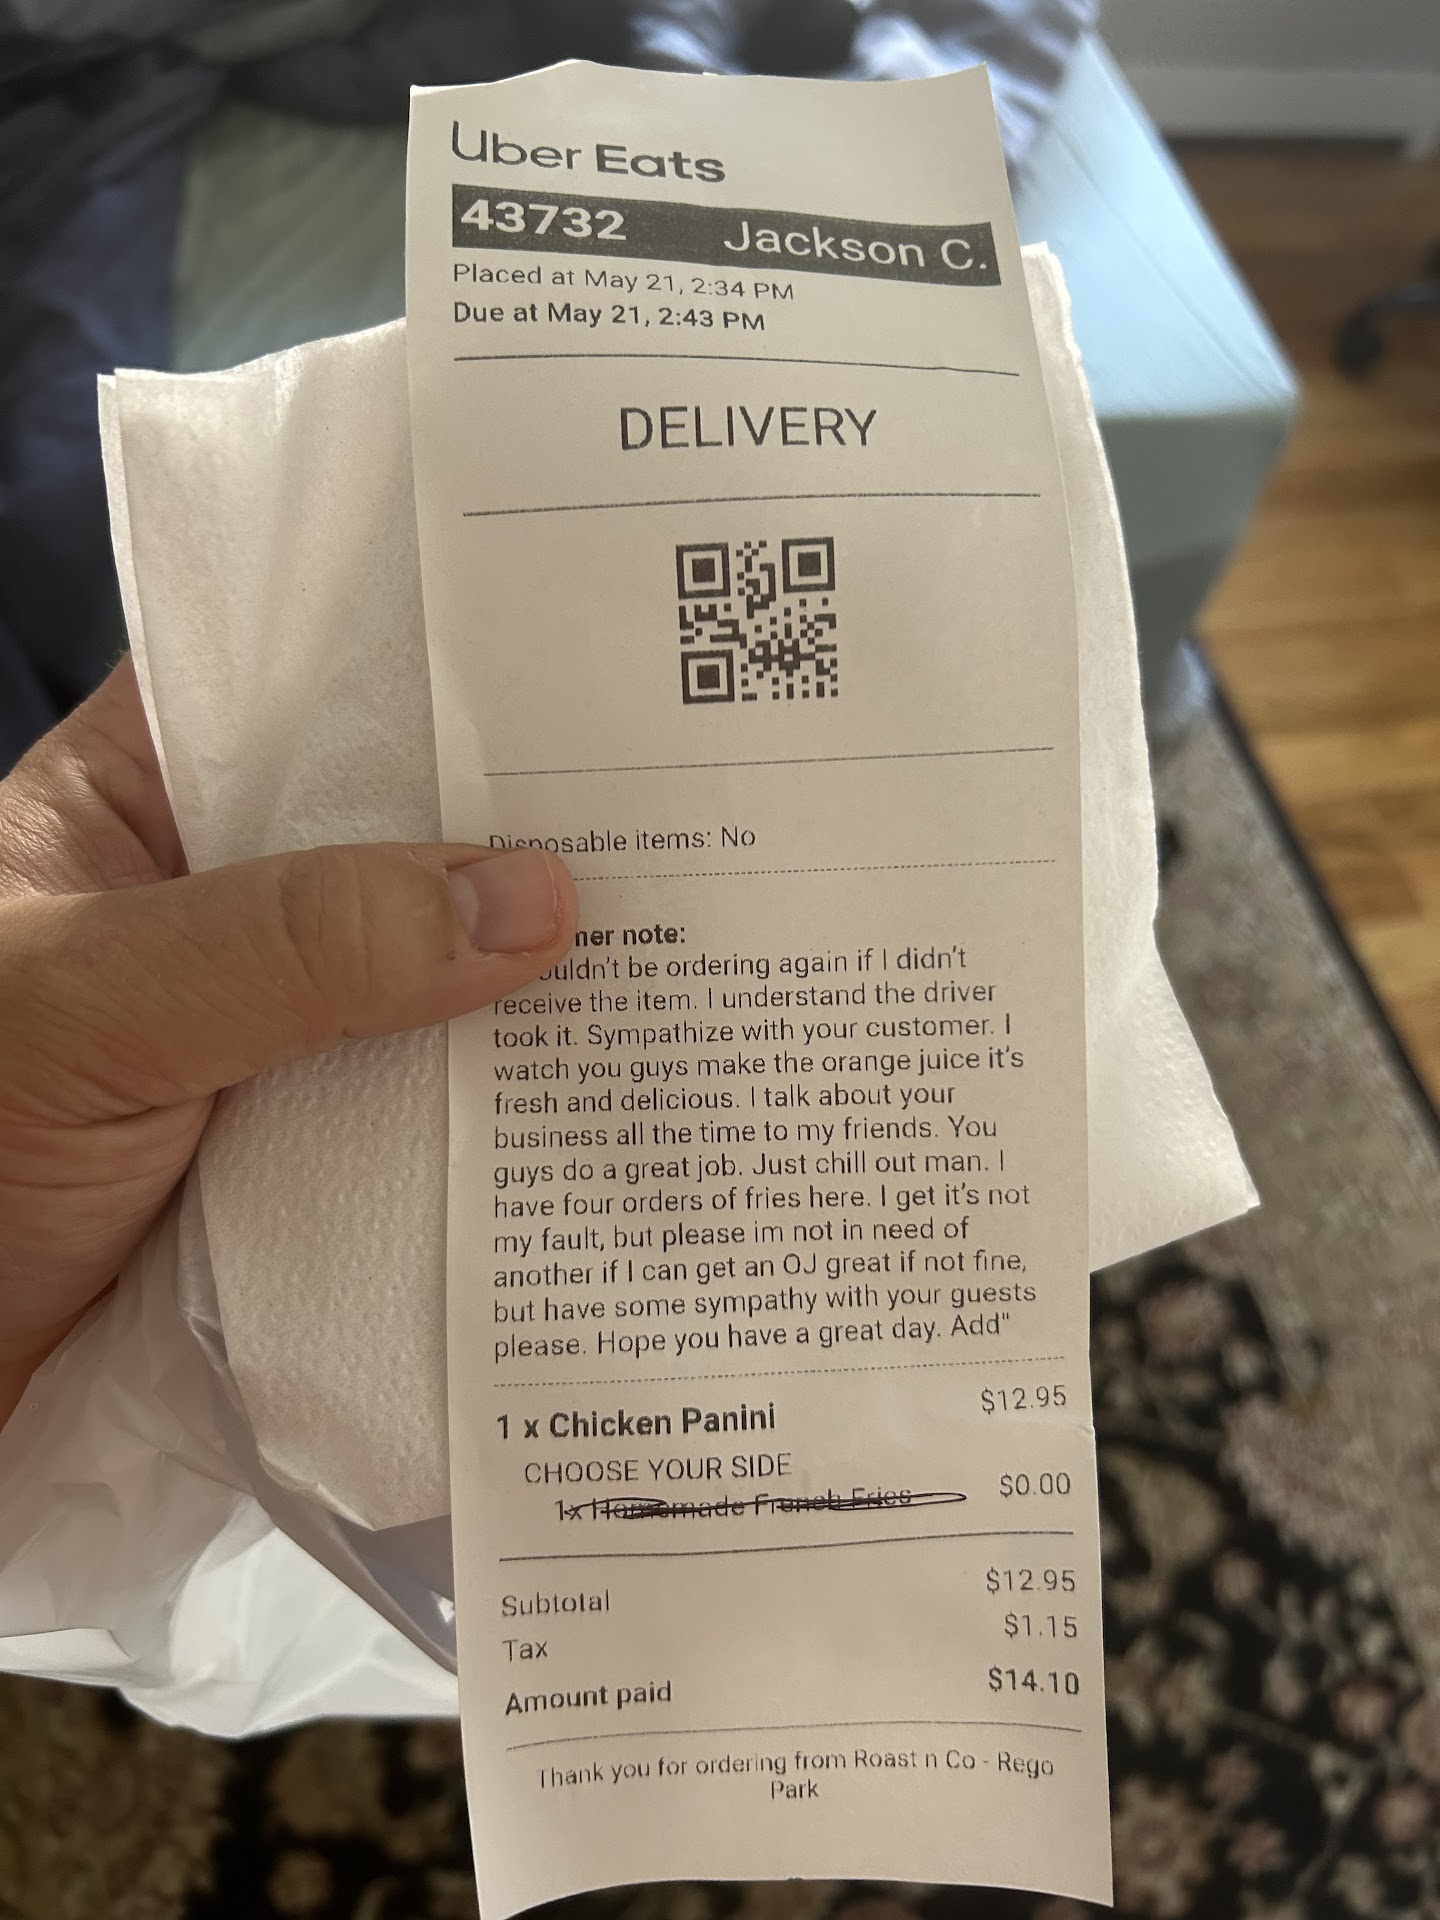 Uber Eats
43732 Jackson C.
Placed at May 21, 2:34 PM
Due at May 21, 2:43 PM
DELIVERY
Disposable items: No
note:
be ordering again if I didn't
receive the item. I understand the driver
took it. Sympathize with your customer. I
watch you guys make the orange juice it's
fresh and delicious. I talk about your
business all the time to my friends. You
guys do a great job. Just chill out man. I
have four orders of fries here. I get it's not
my fault, but please im not in need of
another if I can get an OJ great if not fine,
but have some sympathy with your guests
please. Hope you have a great day. Add"
1 x Chicken Panini $12.95
CHOOSE YOUR SIDE
1x Homemade French Fries $0.00
Subtotal $12.95
Tax $1.15
Amount paid $14.10
Thank you for ordering from Roast n Co - Rego
Park